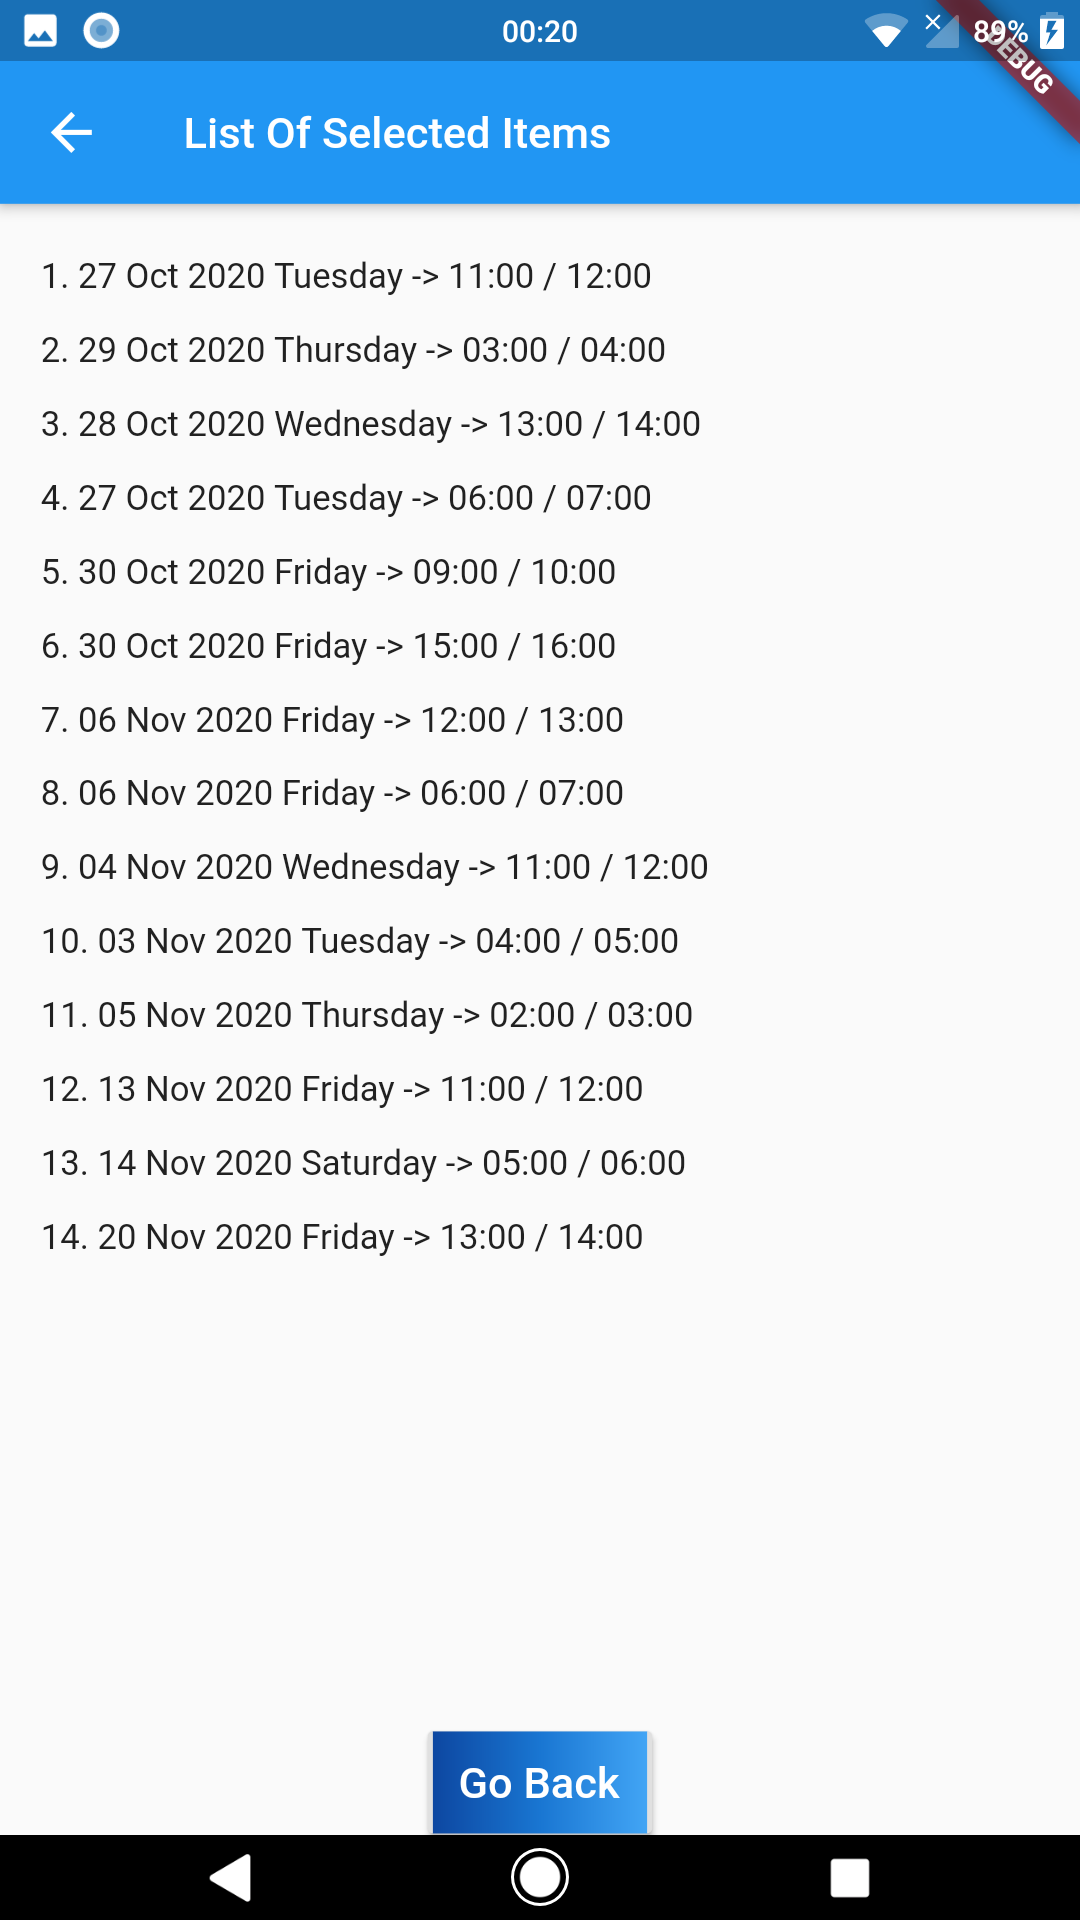 00:20
89%
DEBUG
List Of Selected Items
1. 27 Oct 2020 Tuesday -> 11:00 / 12:00
2. 29 Oct 2020 Thursday -> 03:00 / 04:00
3. 28 Oct 2020 Wednesday -> 13:00 / 14:00
4. 27 Oct 2020 Tuesday -> 06:00 / 07:00
5. 30 Oct 2020 Friday -> 09:00 / 10:00
6. 30 Oct 2020 Friday -> 15:00 / 16:00
7. 06 Nov 2020 Friday -> 12:00 / 13:00
8. 06 Nov 2020 Friday -> 06:00 / 07:00
9. 04 Nov 2020 Wednesday -> 11:00 / 12:00
10. 03 Nov 2020 Tuesday -> 04:00 / 05:00
11. 05 Nov 2020 Thursday -> 02:00 / 03:00
12. 13 Nov 2020 Friday -> 11:00 / 12:00
13. 14 Nov 2020 Saturday -> 05:00 / 06:00
14. 20 Nov 2020 Friday -> 13:00 / 14:00
Go Back